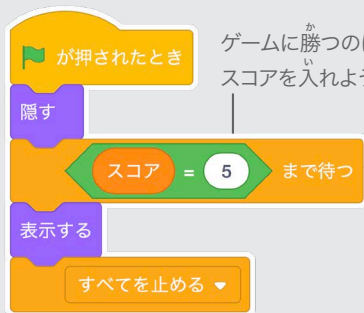 が押されたとき
隠す
ゲームに勝つの
か
スコアを入れよ
い
スコア = 5 まで待つ
表示する
すべてを止める